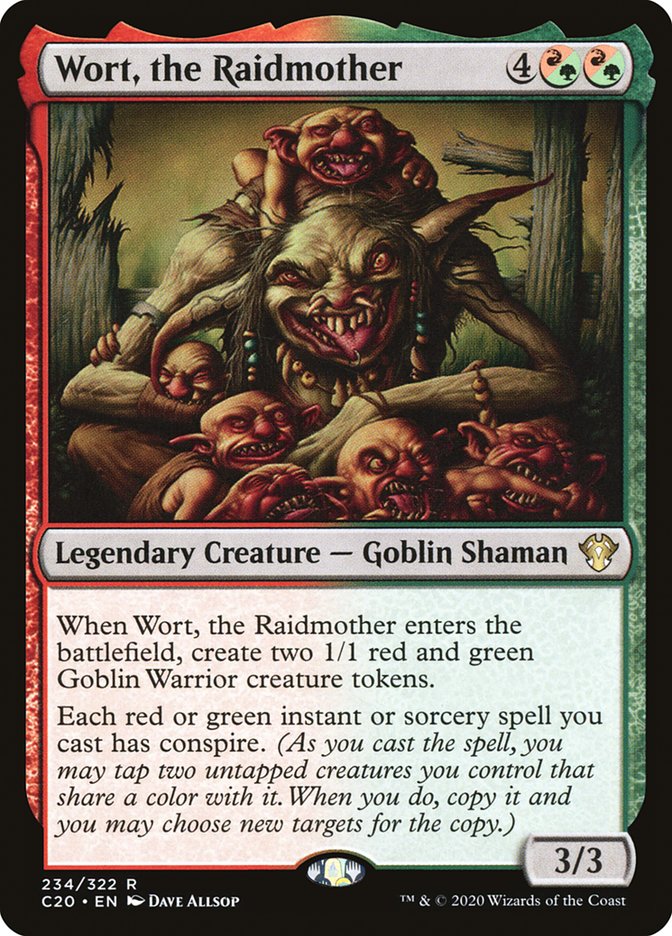 Wort, the Raidmother 4
Legendary Creature — Goblin Shaman
When Wort, the Raidmother enters the
battlefield, create two 1/1 red and green
Goblin Warrior creature tokens.
Each red or green instant or sorcery spell you
cast has conspire. (As you cast the spell, you
may tap two untapped creatures you control that
share a color with it. When you do, copy it and
you may choose new targets for the copy.)
3/3
234/322 R
C20 • EN Dave Allsop
™ & © 2020 Wizards of the Coast